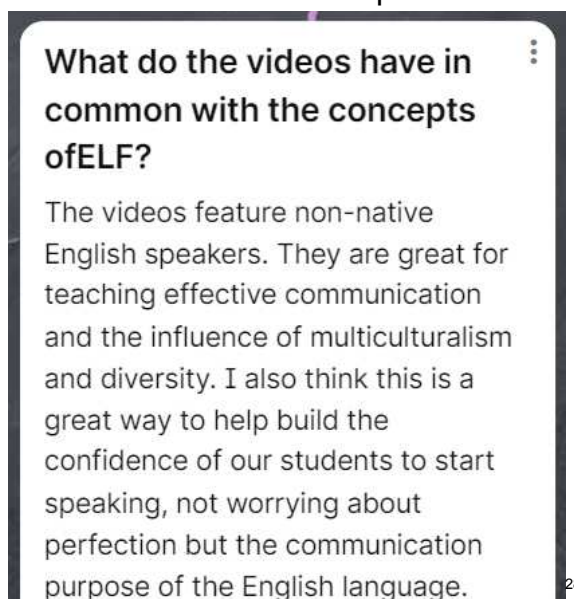 What do the videos have in
common with the concepts
ofELF?
The videos feature non-native
English speakers. They are great for
teaching effective communication
and the influence of multiculturalism
and diversity. I also think this is a
great way to help build the
confidence of our students to start
speaking, not worrying about
perfection but the communication
purpose of the English language.
2